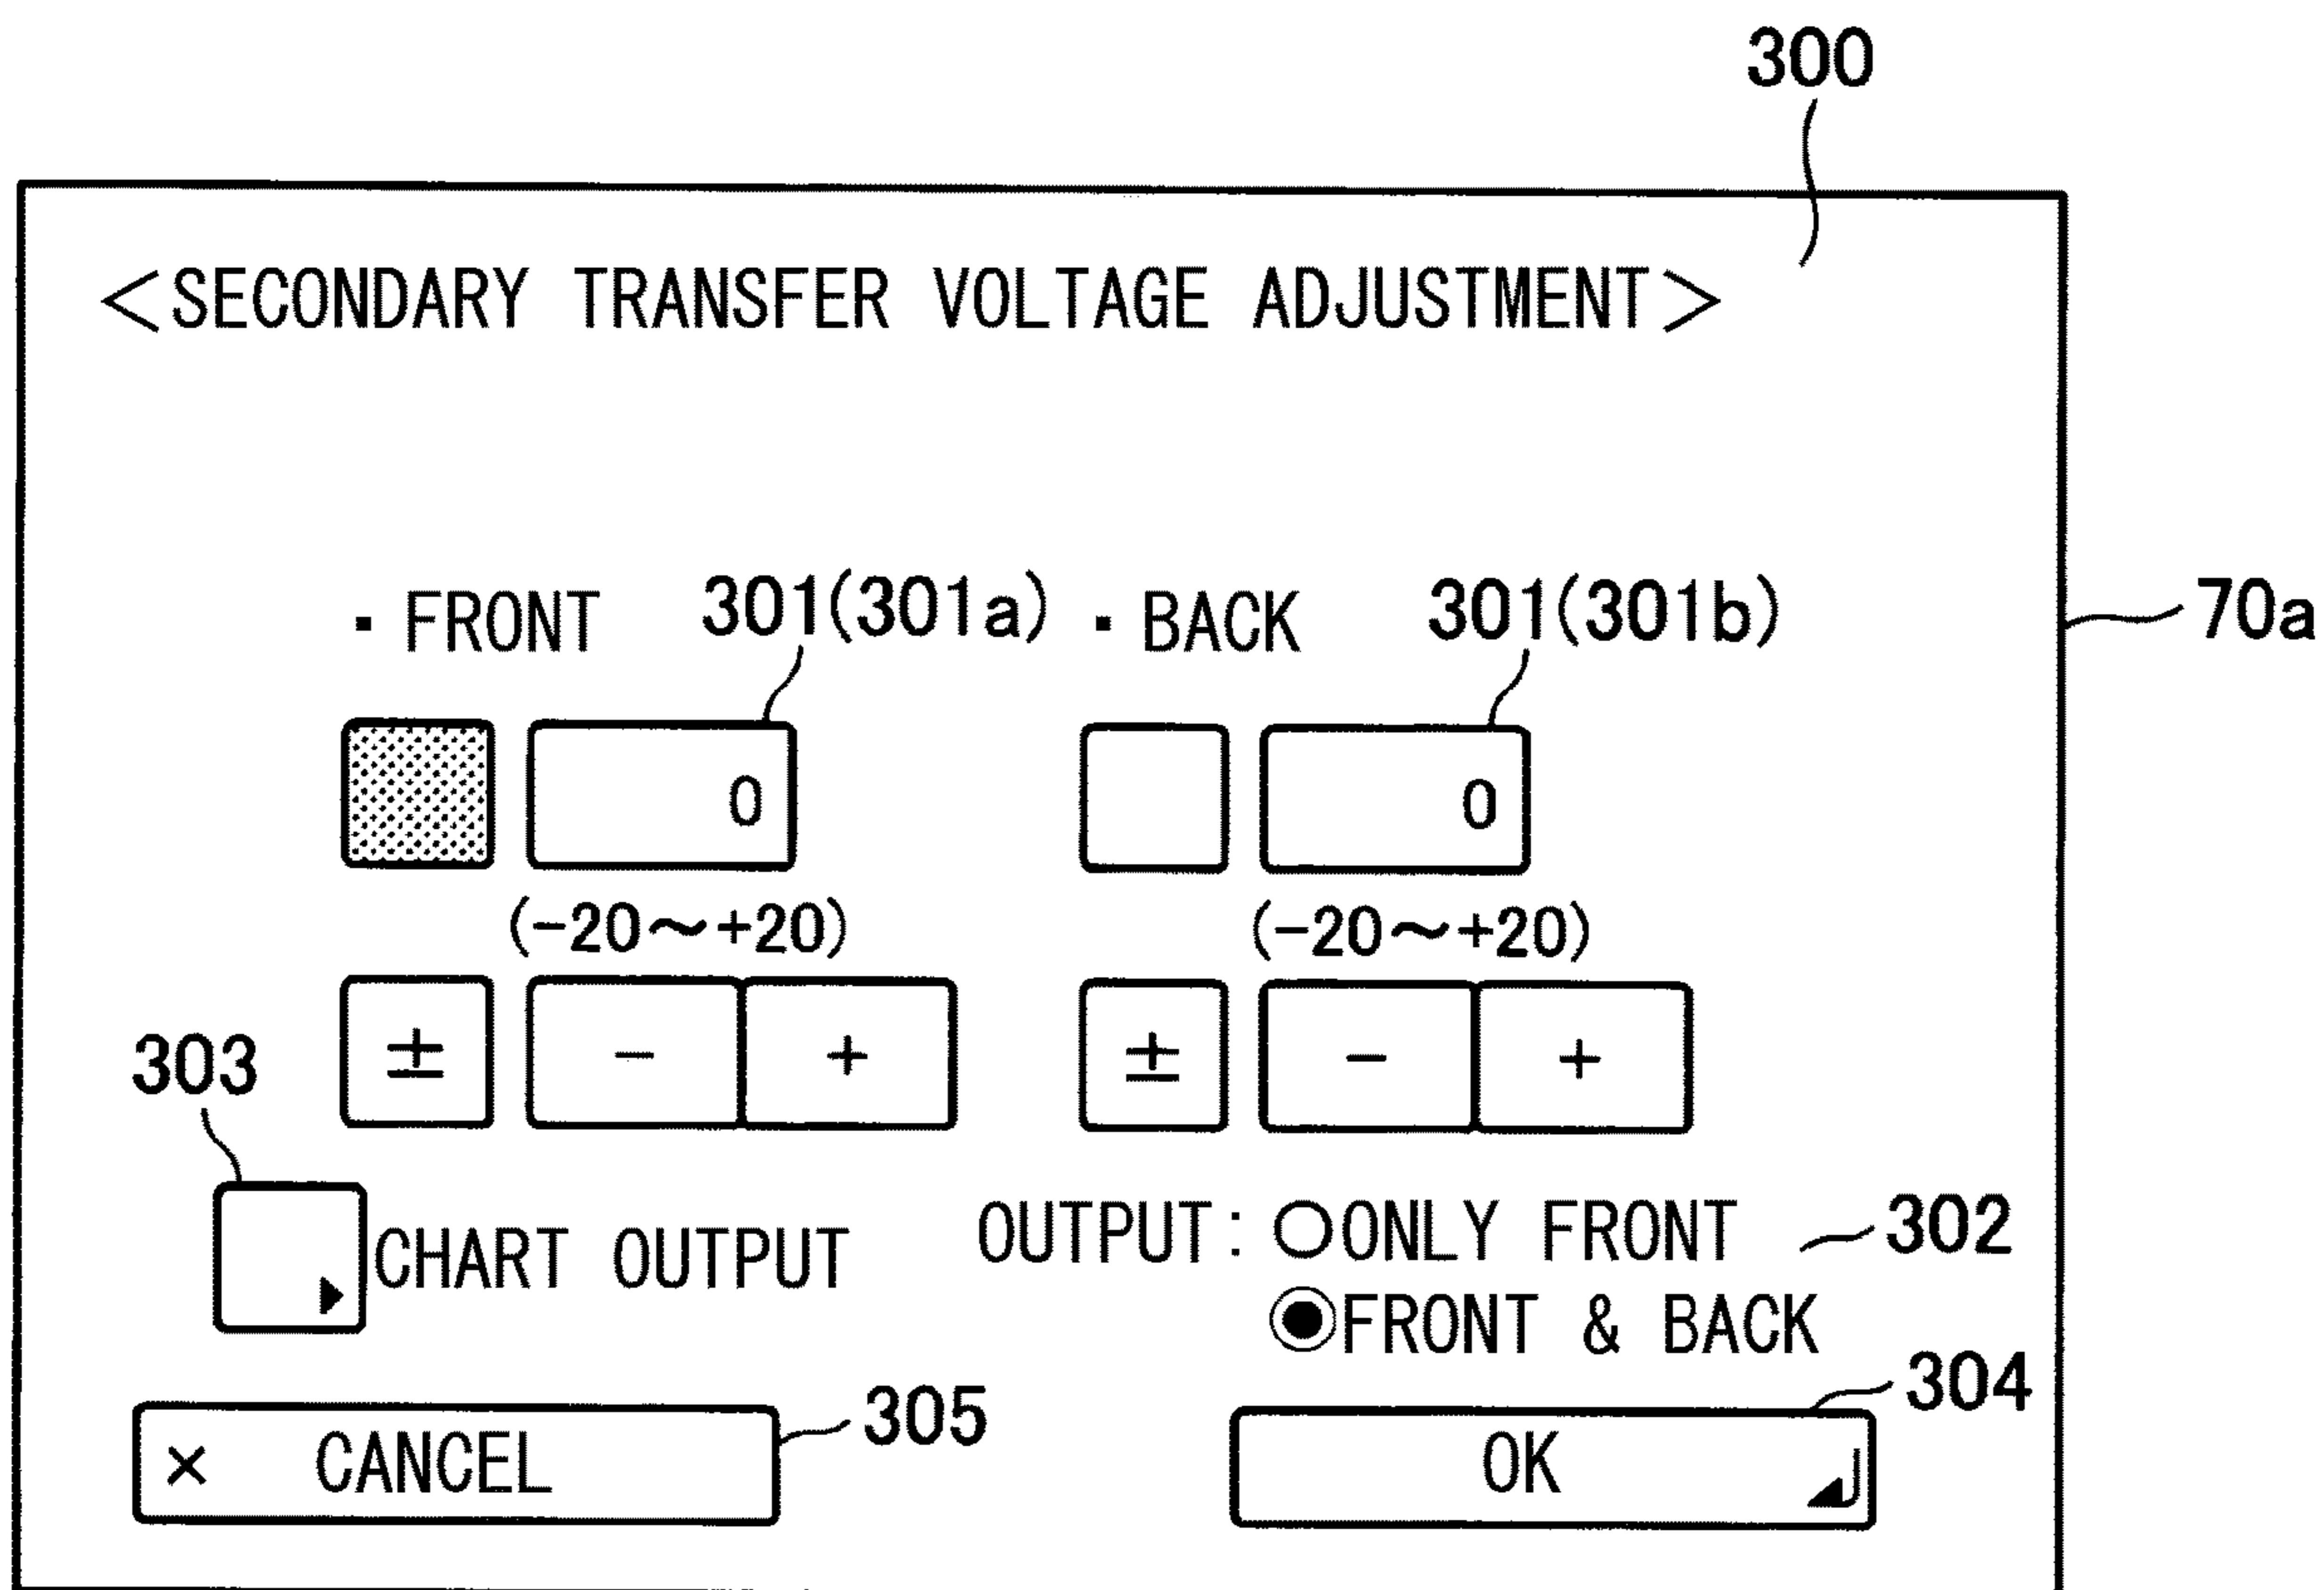 300
<SECONDARY TRANSFER VOLTAGE ADJUSTMENT>
▪ FRONT 301(301a) ▪ BACK 301(301b) 70a
0 0
(-20～+20) (-20～+20)
303 ± - + ± - +
CHART OUTPUT OUTPUT: ○ONLY FRONT 302
◉FRONT & BACK
304
× CANCEL 305 OK